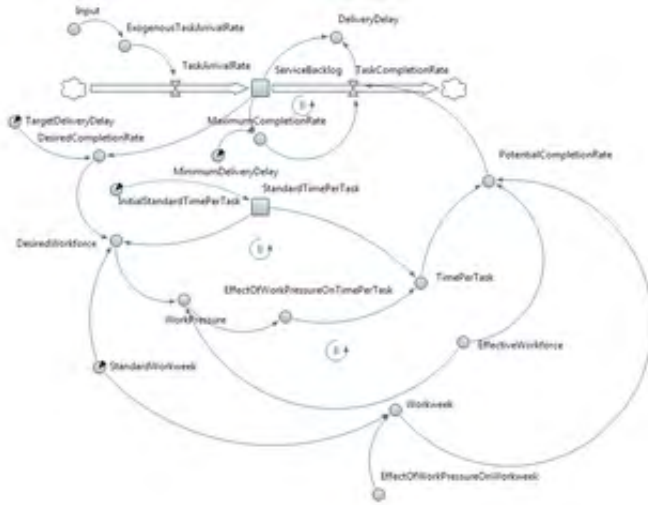 Input
ExogenousTaskArrivalRate
DeliveryDelay
TaskArrivalRate
ServiceBacklog
TaskCompletionRate
TargetDeliveryDelay
MaximumCompletionRate
DesiredCompletionRate
PotentialCompletionRate
MinimumDeliveryDelay
StandardTimePerTask
InitialStandardTimePerTask
DesiredWorkforce
TimePerTask
EffectOfWorkPressureOnTimePerTask
WorkPressure
EffectiveWorkforce
StandardWorkweek
Workweek
EffectOfWorkPressureOnWorkweek